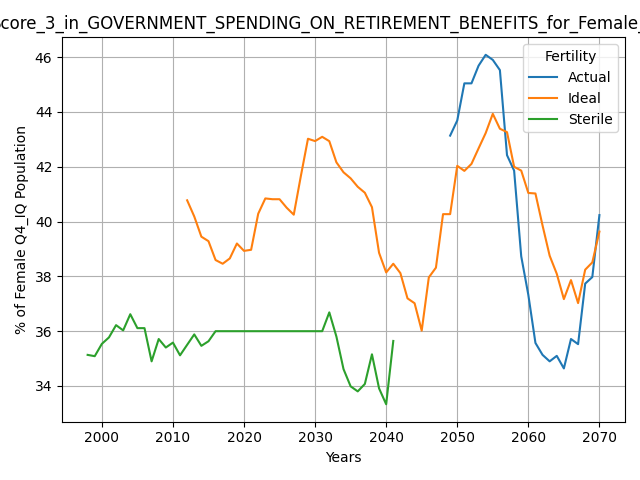 core_3_in_GOVERNMENT_SPENDING_ON_RETIREMENT_BENEFITS_for_Female_
Fertility
Actual
Ideal
Sterile
% of Female Q4_IQ Population
46
44
42
40
38
36
34
2000 2010 2020 2030 2040 2050 2060 2070
Years